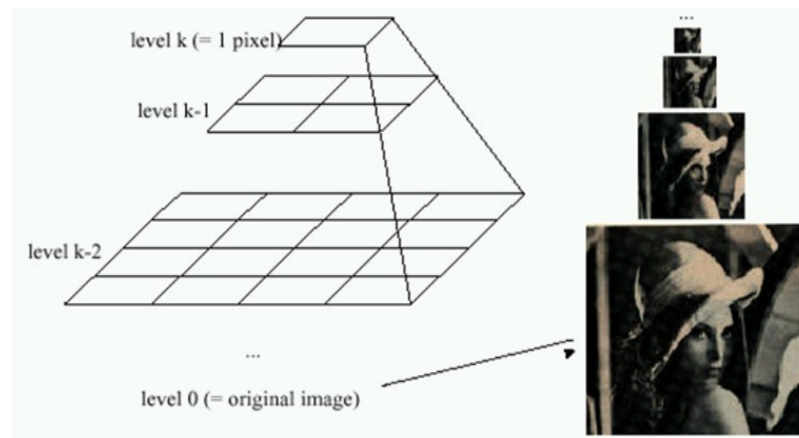 level k (= 1 pixel)
...
level k-1
level k-2
...
level 0 (= original image)